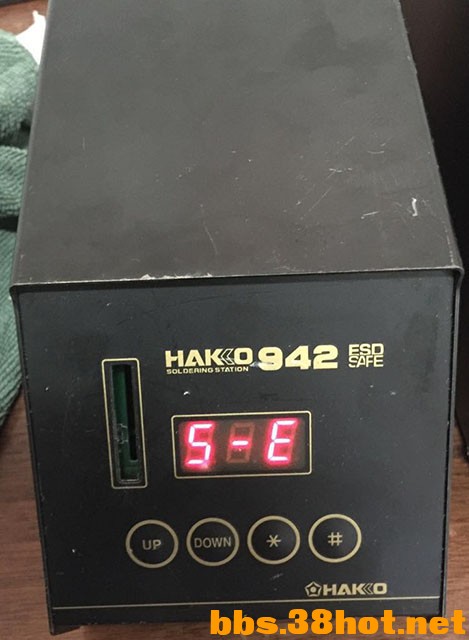 HAKKO 942 ESD SAFE
SOLDERING STATION
S-E
UP DOWN * #
HAKKO
bbs.38hot.net